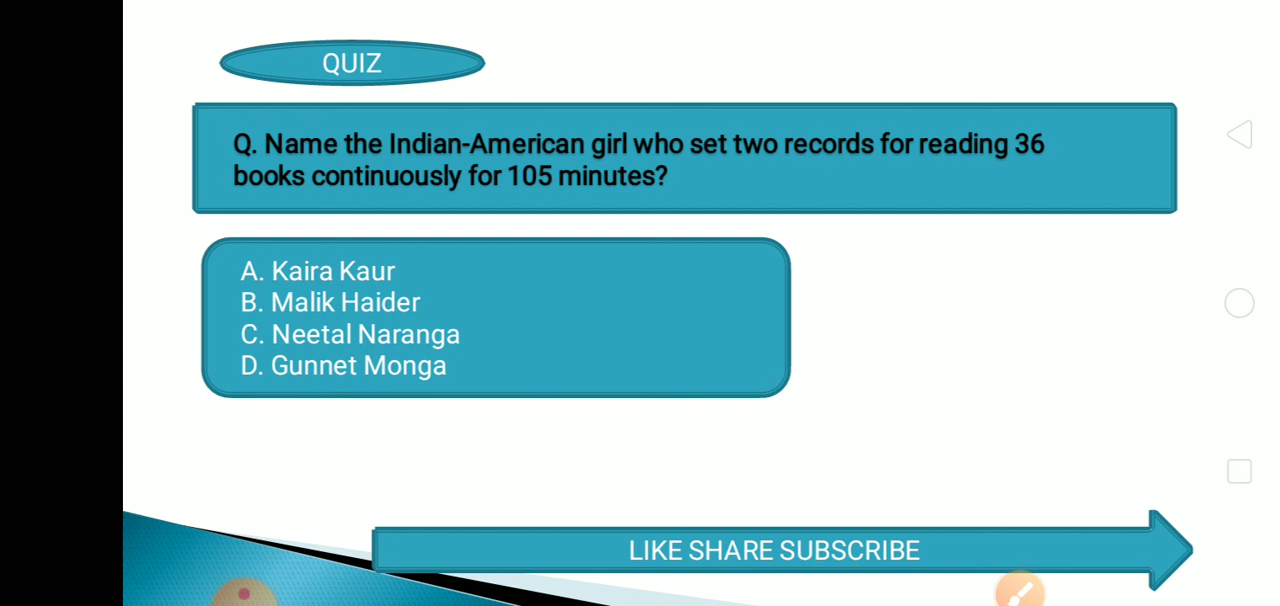 QUIZ
Q. Name the Indian-American girl who set two records for reading 36
books continuously for 105 minutes?
A. Kaira Kaur
B. Malik Haider
C. Neetal Naranga
D. Gunnet Monga
LIKE SHARE SUBSCRIBE